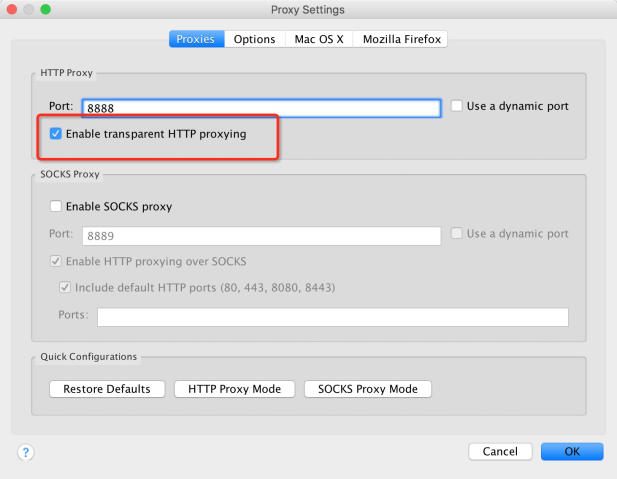 Proxy Settings
Proxies Options Mac OS X Mozilla Firefox
HTTP Proxy
Port: 8888 Use a dynamic port
Enable transparent HTTP proxying
SOCKS Proxy
Enable SOCKS proxy
Port: 8889 Use a dynamic port
Enable HTTP proxying over SOCKS
Include default HTTP ports (80, 443, 8080, 8443)
Ports:
Quick Configurations
Restore Defaults HTTP Proxy Mode SOCKS Proxy Mode
? Cancel OK